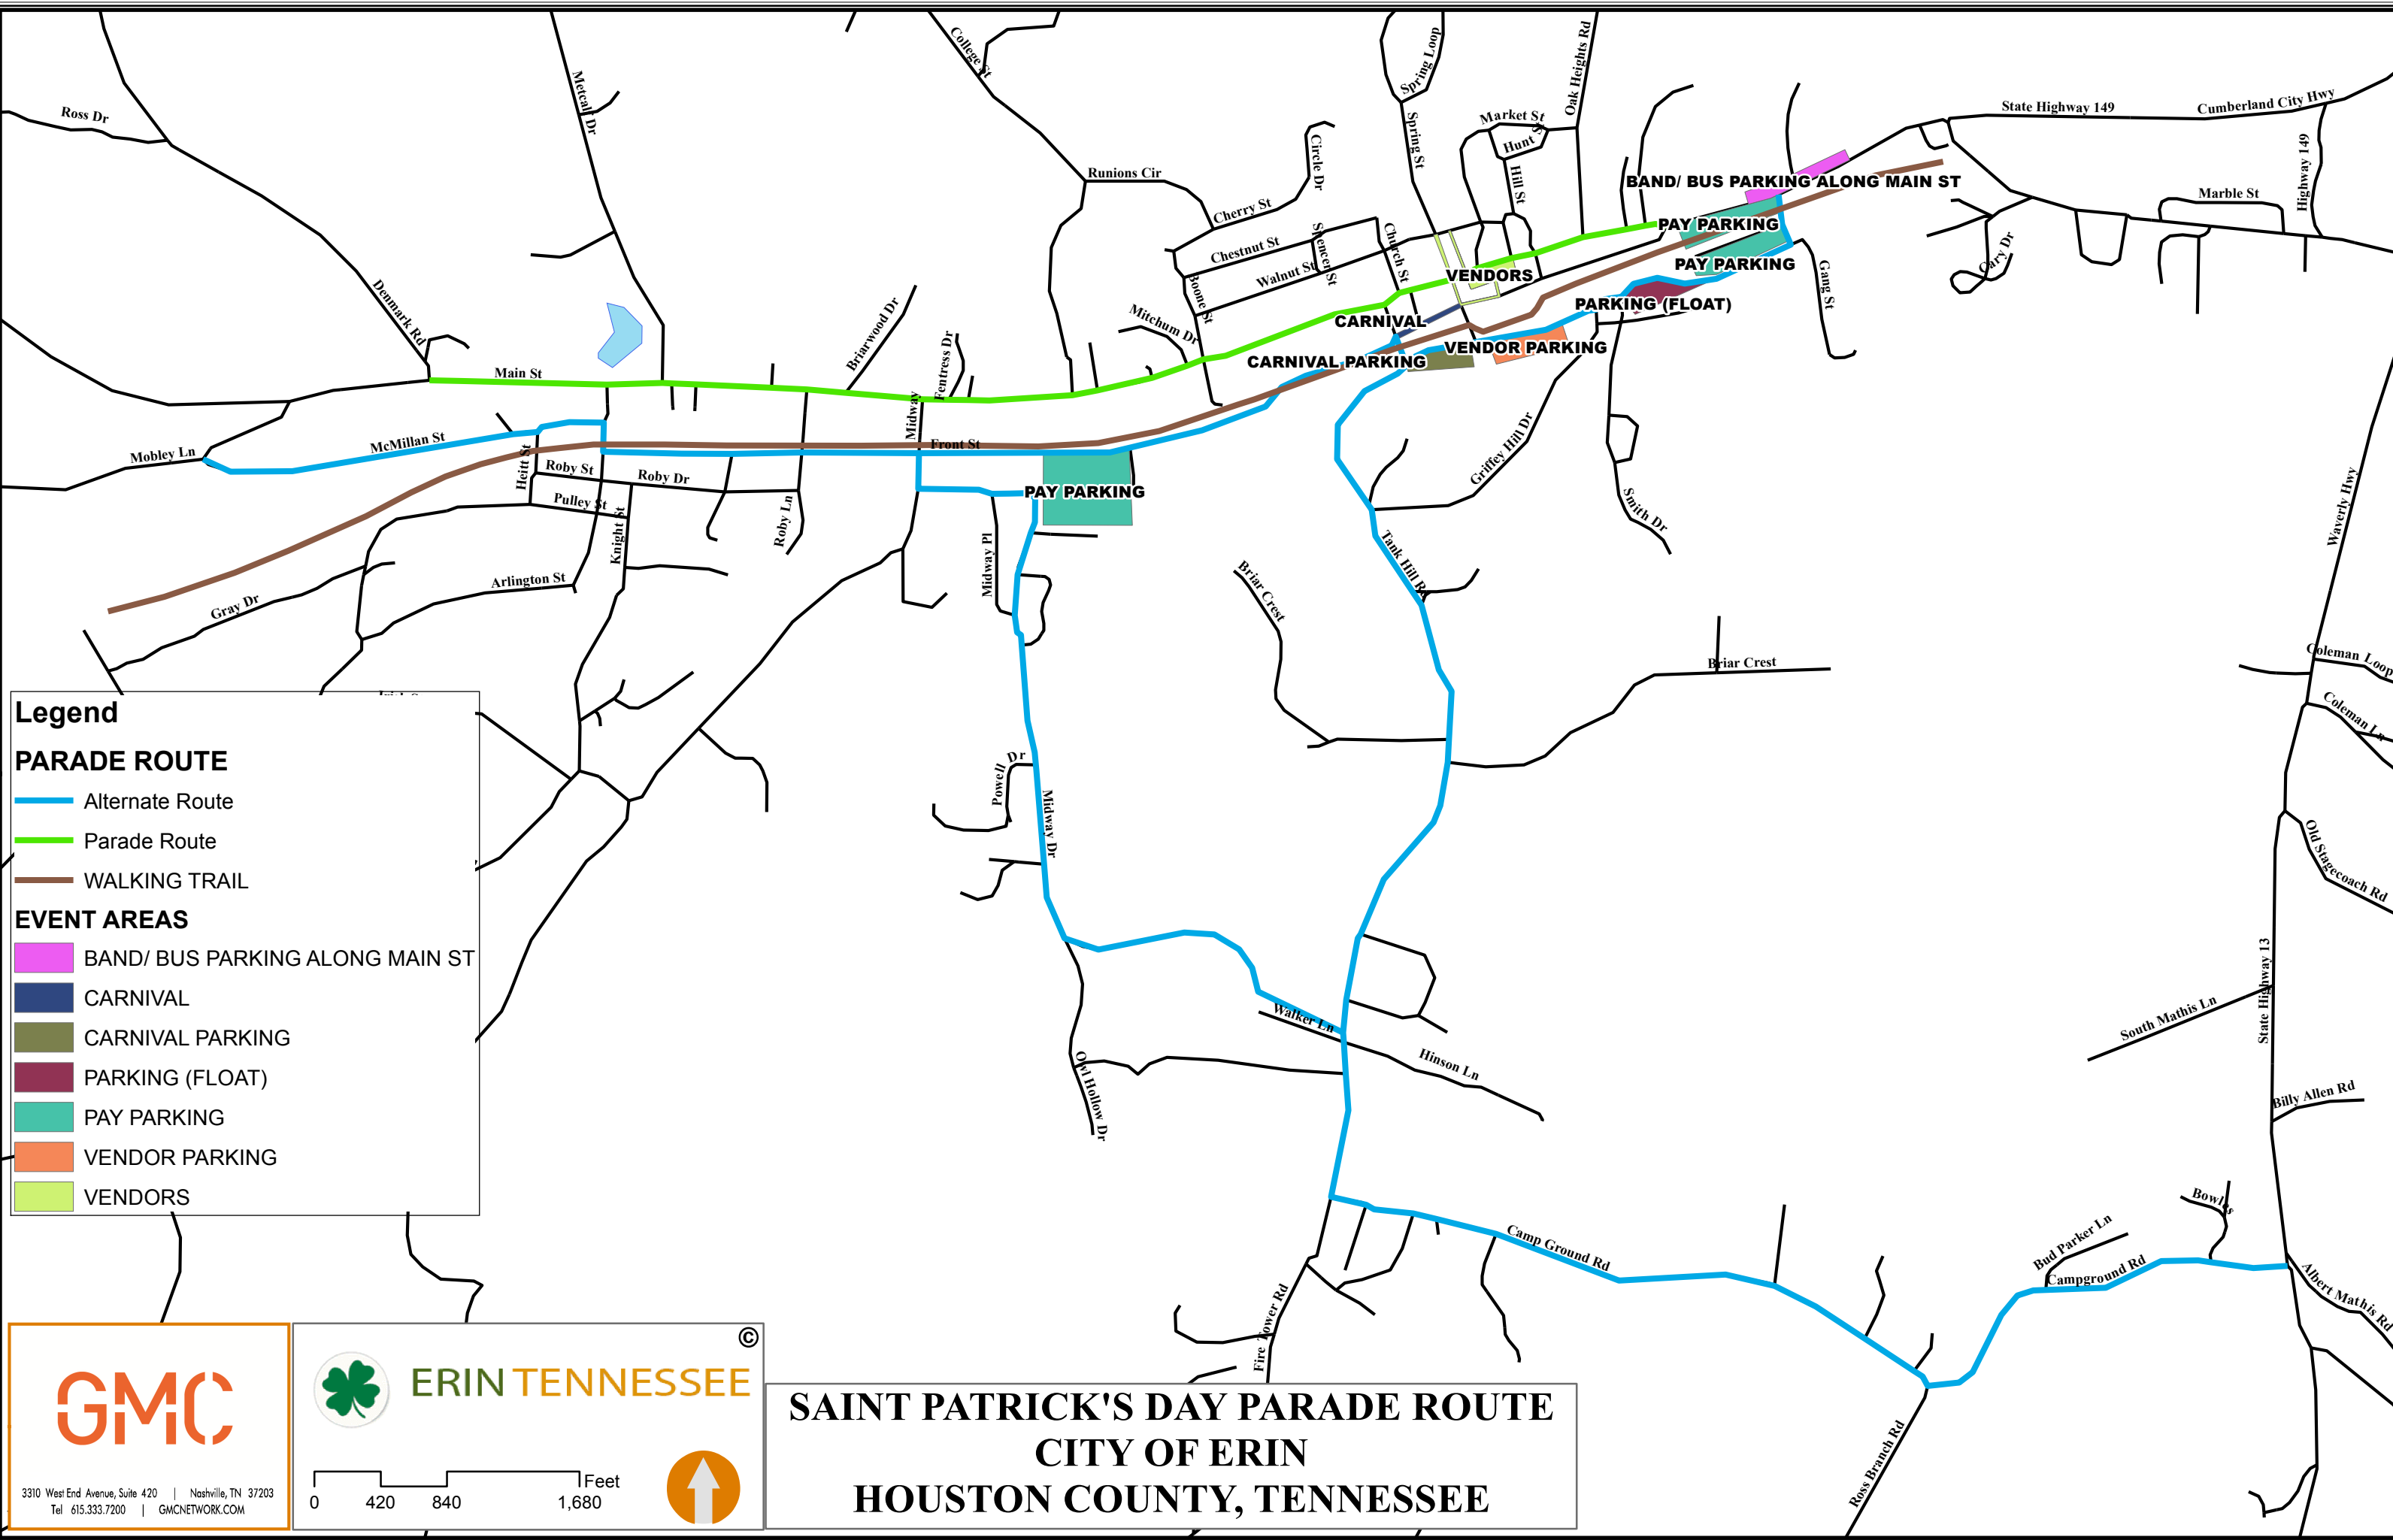 College St
Spring Loop
Oak Heights Rd
Metcalf Dr
Ross Dr
State Highway 149
Cumberland City Hwy
Market St
Hunt St
Spring St
Circle Dr
Highway 149
Runions Cir
Hill St
BAND/ BUS PARKING ALONG MAIN ST
Marble St
Cherry St
PAY PARKING
Chestnut St
Spencer St
Church St
Walnut St
VENDORS
PAY PARKING
Cary Dr
Gang St
Boone St
PARKING (FLOAT)
Denmark Rd
Mitchum Dr
CARNIVAL
Briarwood Dr
Fentress Dr
VENDOR PARKING
CARNIVAL PARKING
Main St
Midway
McMillan St
Front St
Mobley Ln
Heitt St
Roby St
Roby Dr
Griffey Hill Dr
PAY PARKING
Pulley St
Knight St
Roby Ln
Smith Dr
Waverly Hwy
Midway Pl
Tank Hill Rd
Arlington St
Briar Crest
Gray Dr
Briar Crest
Coleman Loop
Coleman Ln
Legend
PARADE ROUTE
Alternate Route
Parade Route
WALKING TRAIL
EVENT AREAS
BAND/ BUS PARKING ALONG MAIN ST
CARNIVAL
CARNIVAL PARKING
PARKING (FLOAT)
PAY PARKING
VENDOR PARKING
VENDORS
Powell Dr
Midway Dr
Old Stagecoach Rd
State Highway 13
South Mathis Ln
Walker Ln
Hinson Ln
Owl Hollow Dr
Billy Allen Rd
Bowles
Camp Ground Rd
Bud Parker Ln
Campground Rd
Albert Mathis Rd
Fire Tower Rd
Ross Branch Rd
GMC
3310 West End Avenue, Suite 420 | Nashville, TN 37203
Tel 615.333.7200 | GMCNETWORK.COM
©
ERIN TENNESSEE
Feet
0 420 840 1,680
SAINT PATRICK'S DAY PARADE ROUTE
CITY OF ERIN
HOUSTON COUNTY, TENNESSEE